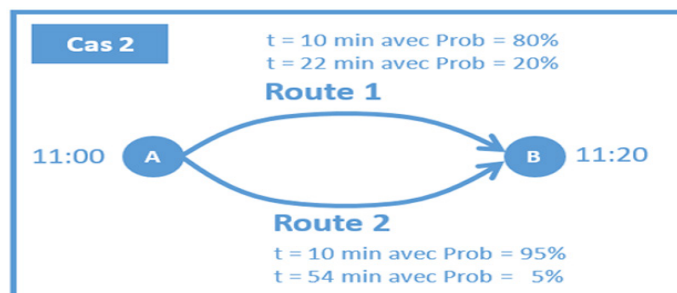 Cas 2
t = 10 min avec Prob = 80%
t = 22 min avec Prob = 20%
Route 1
11:00 A B 11:20
Route 2
t = 10 min avec Prob = 95%
t = 54 min avec Prob = 5%